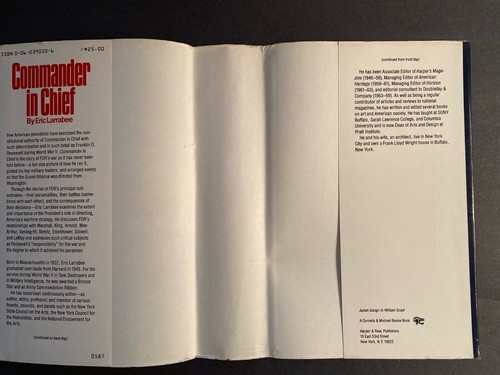 ISBN 0-06-039050-6 >$25.00
Commander
in Chief
By Eric Larrabee
Few American presidents have exercised the con-
stitutional authority of Commander in Chief with
such determination and in such detail as Franklin D.
Roosevelt during World War II. Commander in
Chief is the story of FDR's war as it has never been
told before—a full-size picture of how he ran it,
picked his key military leaders, and arranged events
so that the Grand Alliance was directed from
Washington.
Through the stories of FDR's principal sub-
ordinates—their personalities, their battles (some-
times with each other), and the consequences of
their decisions—Eric Larrabee examines the extent
and importance of the President's role in directing
America's wartime strategy. He discusses FDR's
relationships with Marshall, King, Arnold, Mac-
Arthur, Vandegrift, Nimitz, Eisenhower, Stilwell,
and LeMay and addresses such critical subjects
as Roosevelt's "responsibility" for the war and
the degree to which it achieved his purposes.
Born in Massachusetts in 1922, Eric Larrabee
graduated cum laude from Harvard in 1943. For his
service during World War II in Tank Destroyers and
in Military Intelligence, he was awarded a Bronze
Star and an Army Commendation Ribbon.
He has since been continuously active—as
author, editor, professor, and member of various
boards, councils, and panels such as the New York
State Council on the Arts, the New York Council for
the Humanities, and the National Endowment for
the Arts.
(continued on back flap)
0587
(continued from front flap)
He has been Associate Editor of Harper's Maga-
zine (1946–58), Managing Editor of American
Heritage (1958–61), Managing Editor of Horizon
(1961–63), and editorial consultant to Doubleday &
Company (1963–69). As well as being a regular
contributor of articles and reviews to national
magazines, he has written and edited several books
on art and American society. He has taught at SUNY
Buffalo, Sarah Lawrence College, and Columbia
University and is now Dean of Arts and Design at
Pratt Institute.
He and his wife, an architect, live in New York
City and own a Frank Lloyd Wright house in Buffalo,
New York.
Jacket design © William Graef
A Cornelia & Michael Bessie Book
Harper & Row, Publishers
10 East 53rd Street
New York, N.Y. 10022